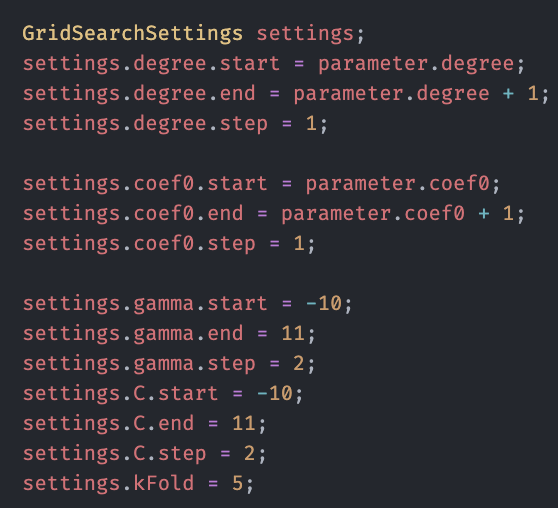 GridSearchSettings settings;
settings.degree.start = parameter.degree;
settings.degree.end = parameter.degree + 1;
settings.degree.step = 1;
settings.coef0.start = parameter.coef0;
settings.coef0.end = parameter.coef0 + 1;
settings.coef0.step = 1;
settings.gamma.start = -10;
settings.gamma.end = 11;
settings.gamma.step = 2;
settings.C.start = -10;
settings.C.end = 11;
settings.C.step = 2;
settings.kFold = 5;